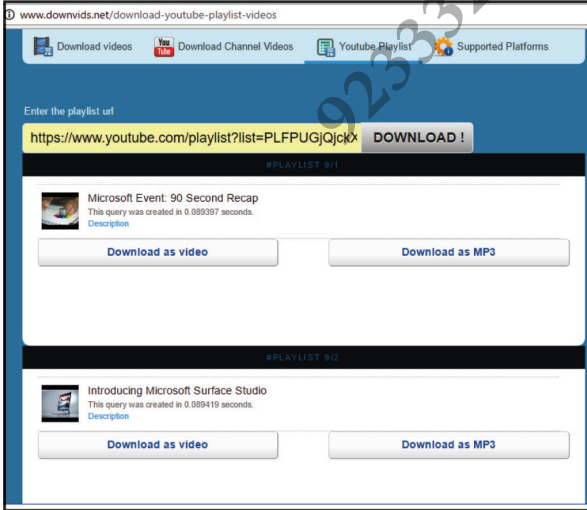 www.downvids.net/download-youtube-playlist-videos
Download videos
You Tube
Download Channel Videos
Youtube Playlist
Supported Platforms
Enter the playlist url
https://www.youtube.com/playlist?list=PLFPUGjQjckX
DOWNLOAD !
#PLAYLIST 9/1
Microsoft Event: 90 Second Recap
This query was created in 0.089397 seconds.
Description
Download as video
Download as MP3
#PLAYLIST 9/2
Introducing Microsoft Surface Studio
This query was created in 0.089419 seconds.
Description
Download as video
Download as MP3